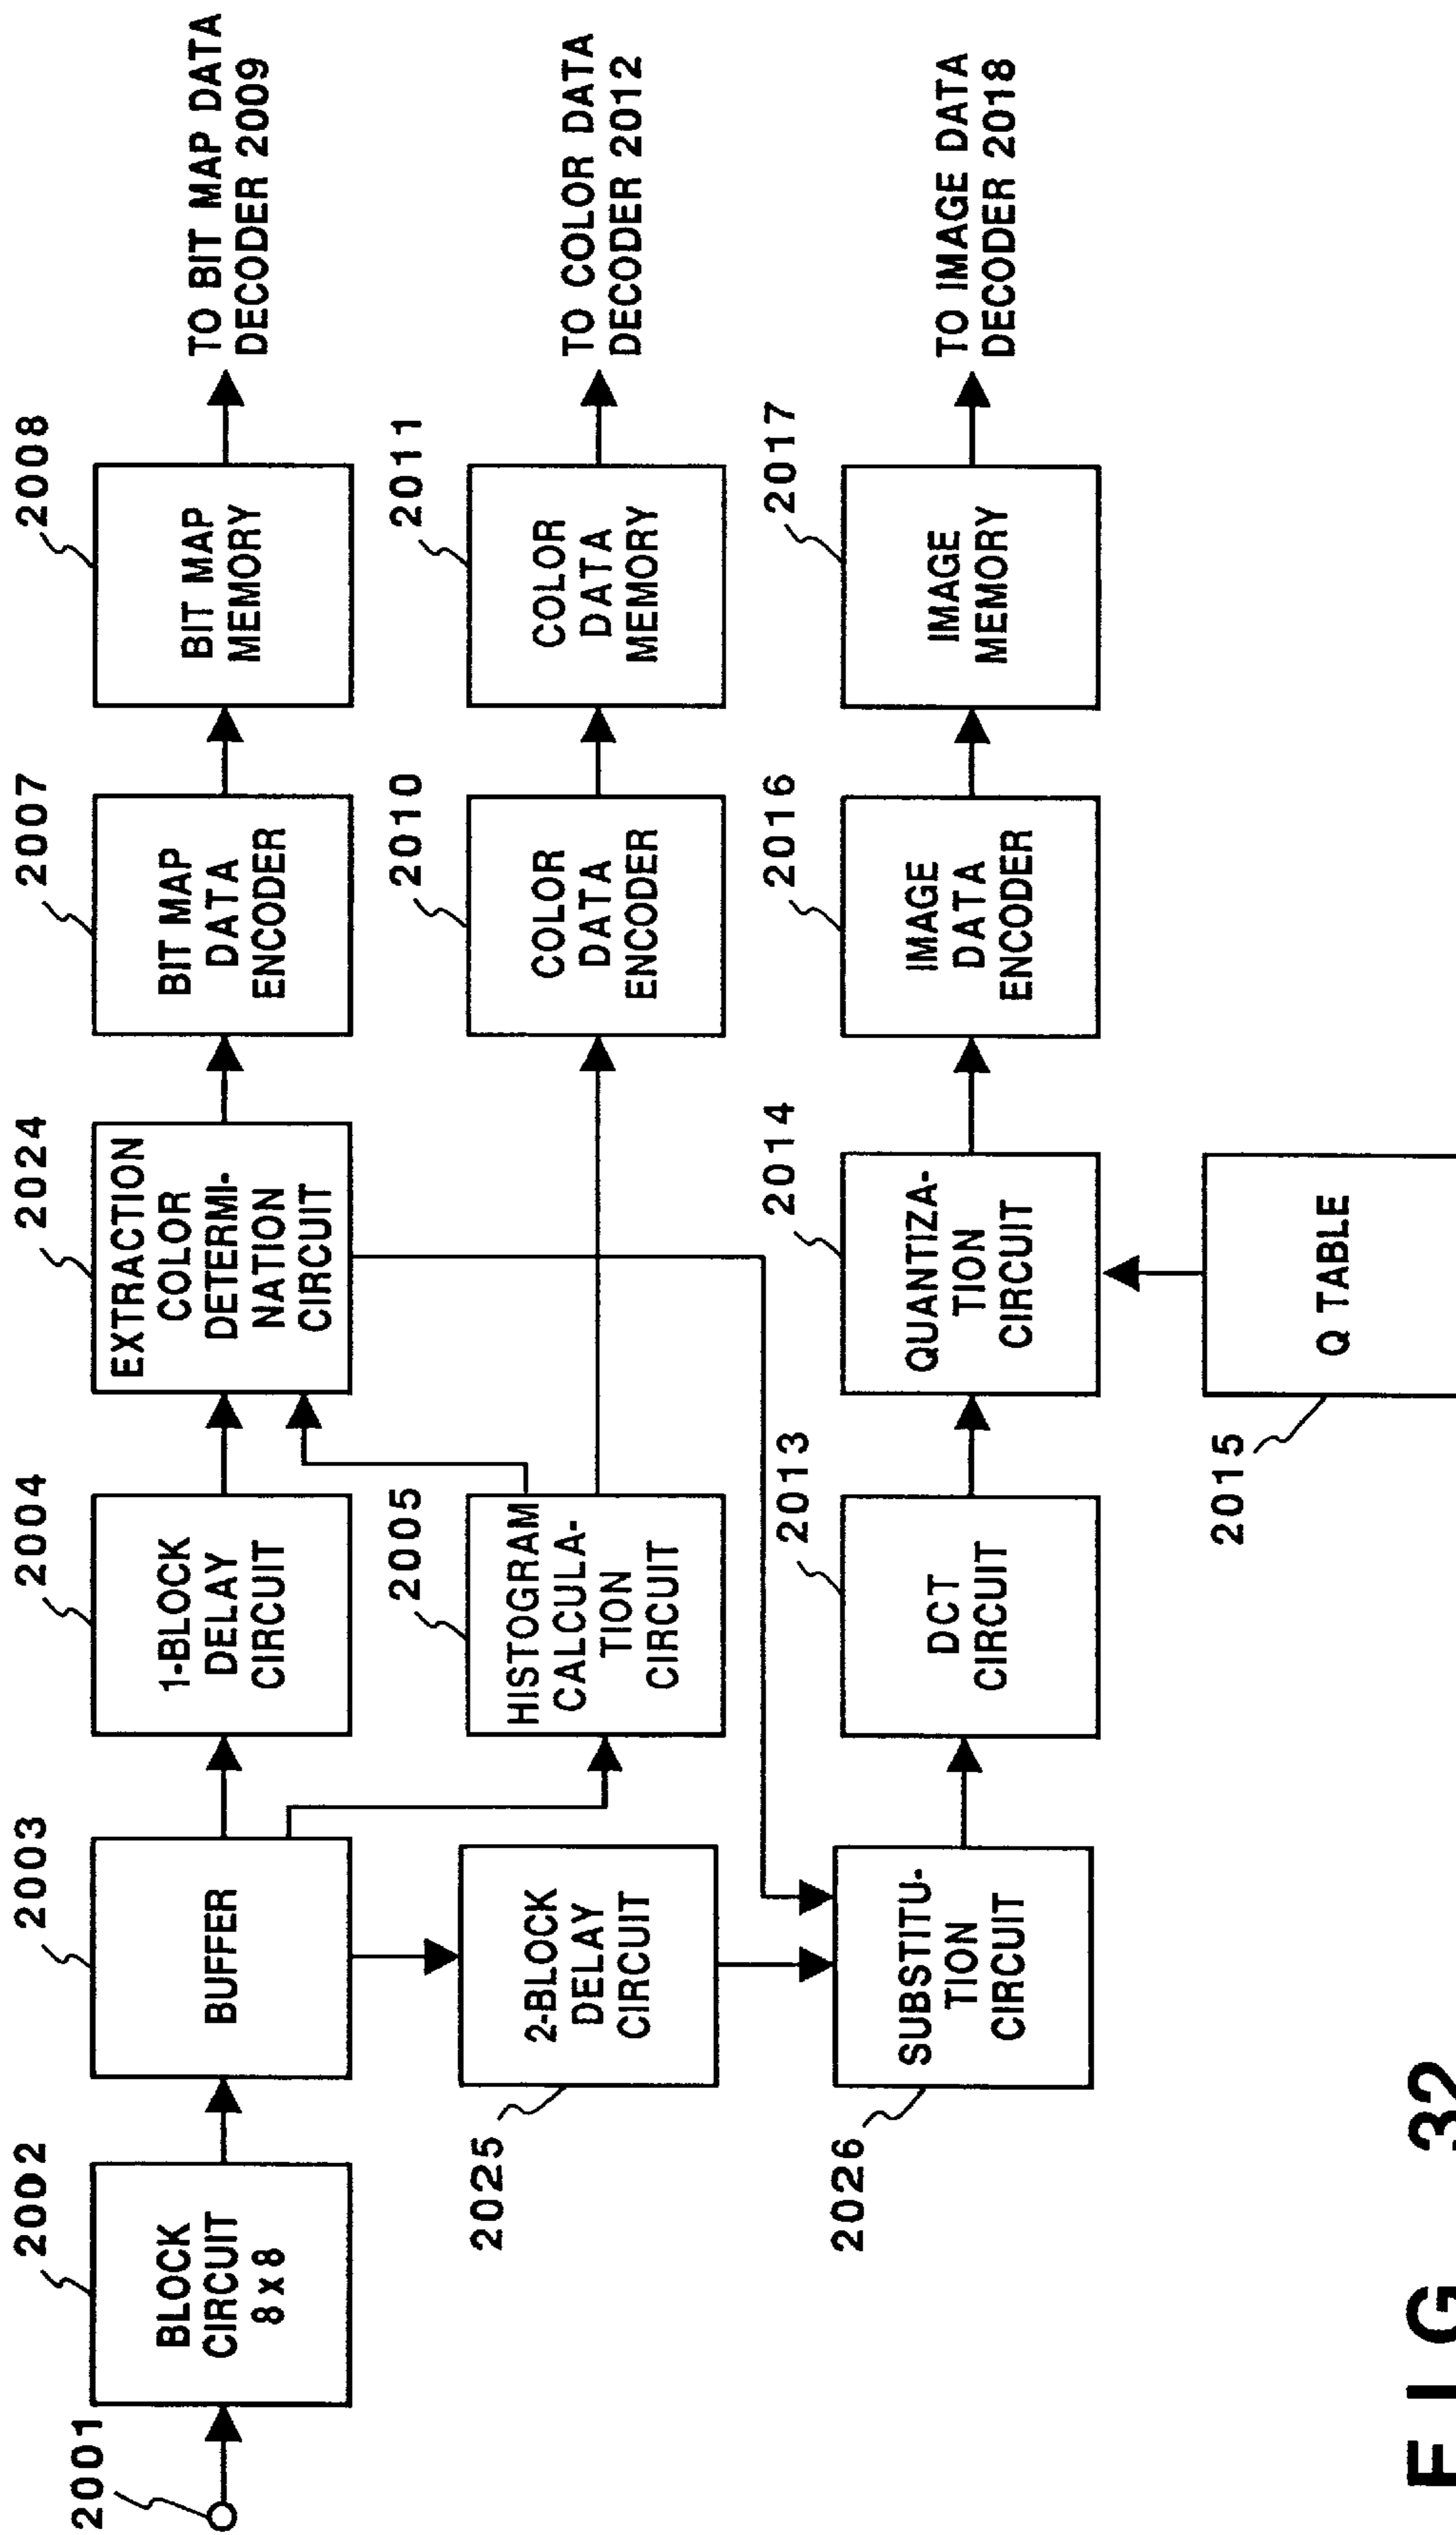 2001
2002
BLOCK
CIRCUIT
8 x 8
2003
BUFFER
2004
1-BLOCK
DELAY
CIRCUIT
2024
EXTRACTION
COLOR
DETERMI-
NATION
CIRCUIT
2007
BIT MAP
DATA
ENCODER
2008
BIT MAP
MEMORY
TO BIT MAP DATA
DECODER 2009
2025
2-BLOCK
DELAY
CIRCUIT
2005
HISTOGRAM
CALCULA-
TION
CIRCUIT
2010
COLOR
DATA
ENCODER
2011
COLOR
DATA
MEMORY
TO COLOR DATA
DECODER 2012
2026
SUBSTITU-
TION
CIRCUIT
2013
DCT
CIRCUIT
2014
QUANTIZA-
TION
CIRCUIT
2016
IMAGE
DATA
ENCODER
2017
IMAGE
MEMORY
TO IMAGE DATA
DECODER 2018
2015
Q TABLE
FIG. 32